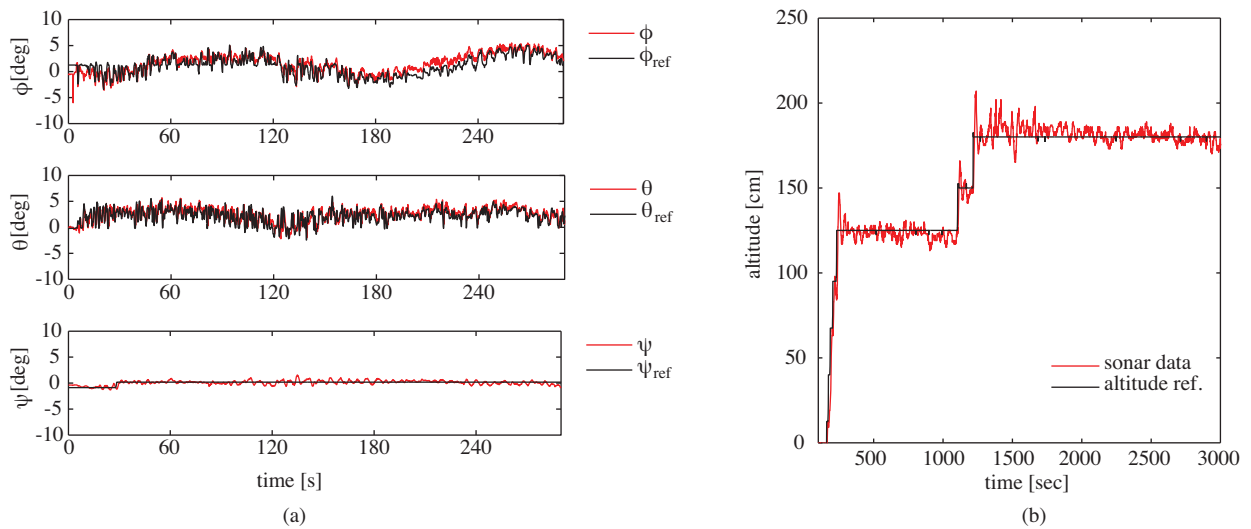 10
5
0
-5
-10
ϕ[deg]
0
60
120
180
240
ϕ
ϕref
10
5
0
-5
-10
θ[deg]
0
60
120
180
240
θ
θref
10
5
0
-5
-10
ψ[deg]
0
60
120
180
240
ψ
ψref
time [s]
(a)
250
200
150
100
50
0
altitude [cm]
sonar data
altitude ref.
500
1000
1500
2000
2500
3000
time [sec]
(b)